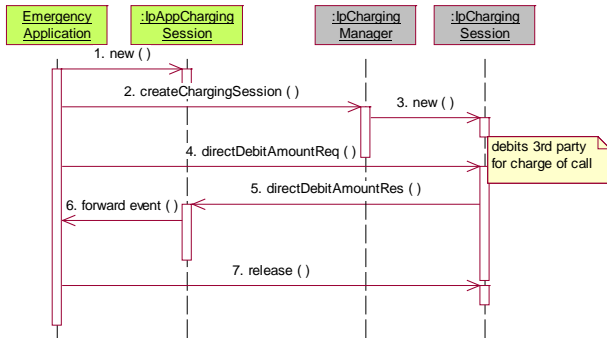 Emergency
Application
:IpAppCharging
Session
:IpCharging
Manager
:IpCharging
Session
1. new ( )
2. createChargingSession ( )
3. new ( )
debits 3rd party
for charge of call
4. directDebitAmountReq( )
5. directDebitAmountRes( )
6. forward event ( )
7. release ( )